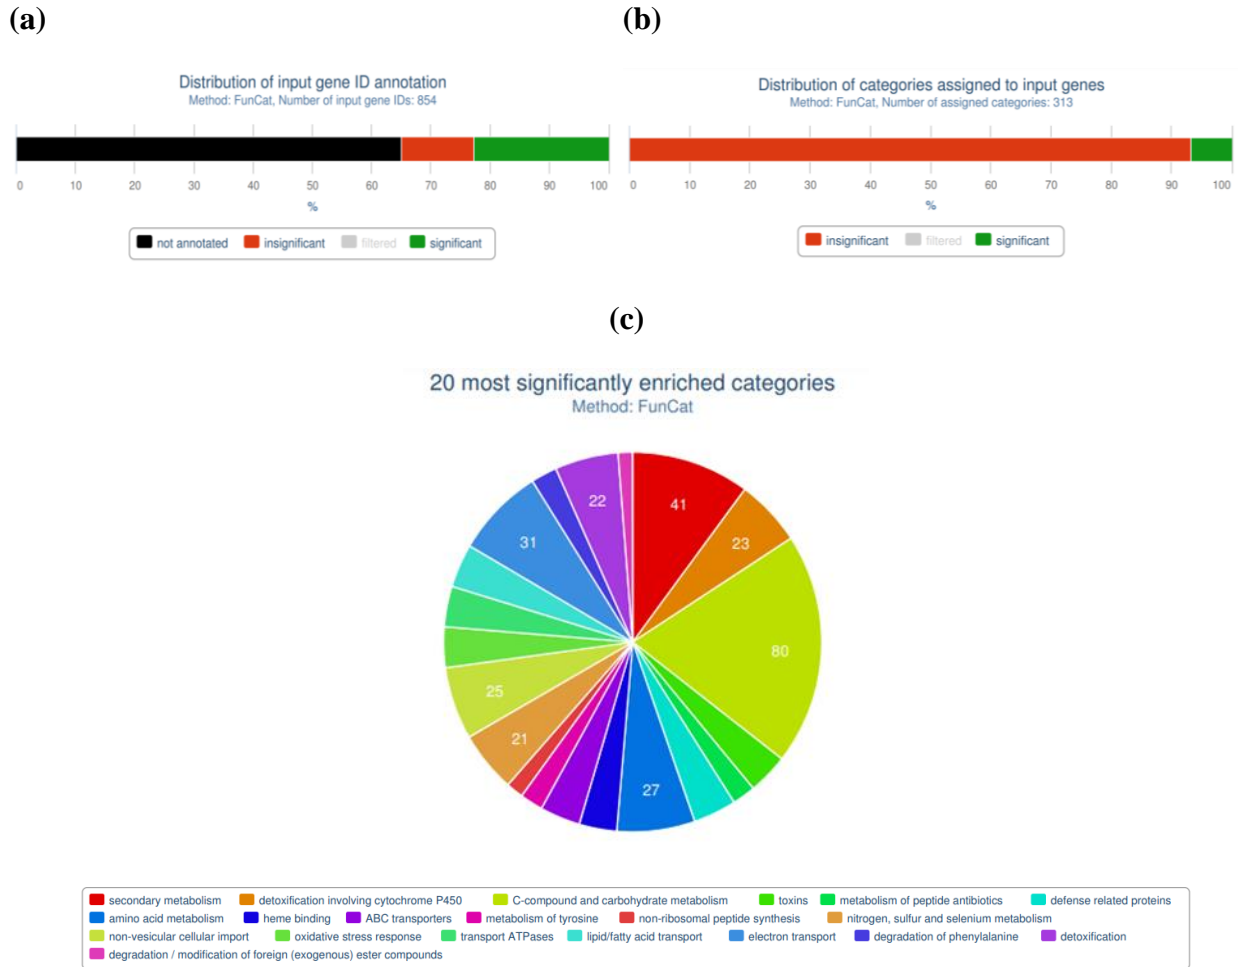 (a)
(b)
Distribution of input gene ID annotation
Method: FunCat, Number of input gene IDs: 854
0 10 20 30 40 50 60 70 80 90 100
%
not annotated insignificant filtered significant
Distribution of categories assigned to input genes
Method: FunCat, Number of assigned categories: 313
0 10 20 30 40 50 60 70 80 90 100
%
insignificant filtered significant
(c)
20 most significantly enriched categories
Method: FunCat
41
23
80
27
21
25
31
22
secondary metabolism detoxification involving cytochrome P450 C-compound and carbohydrate metabolism toxins metabolism of peptide antibiotics defense related proteins
amino acid metabolism heme binding ABC transporters metabolism of tyrosine non-ribosomal peptide synthesis nitrogen, sulfur and selenium metabolism
non-vesicular cellular import oxidative stress response transport ATPases lipid/fatty acid transport electron transport degradation of phenylalanine detoxification
degradation / modification of foreign (exogenous) ester compounds